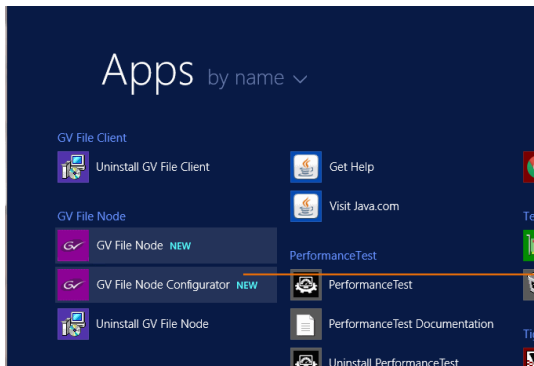 Apps by name
GV File Client
Uninstall GV File Client
GV File Node
GV File Node NEW
GV File Node Configurator NEW
Uninstall GV File Node
Get Help
Visit Java.com
PerformanceTest
PerformanceTest
PerformanceTest Documentation
Uninstall PerformanceTest